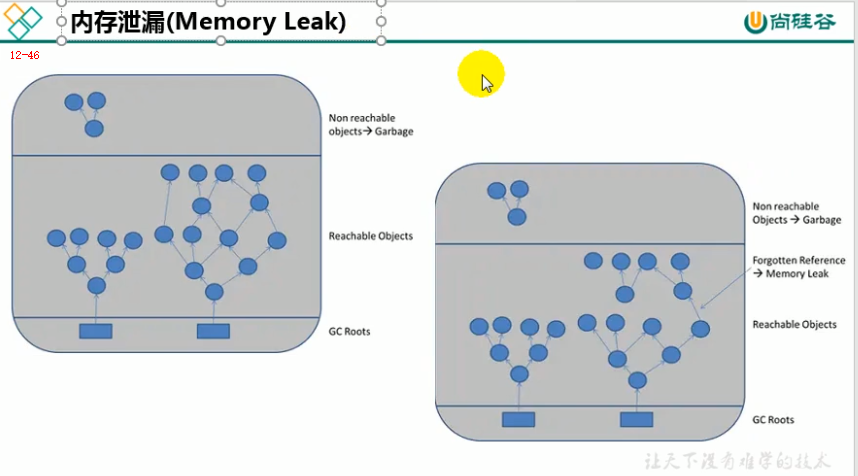 内存泄漏(Memory Leak)
尚硅谷
12-46
Non reachable
objects→ Garbage
Reachable Objects
GC Roots
Non reachable
Objects → Garbage
Forgotten Reference
→ Memory Leak
Reachable Objects
GC Roots
让天下没有难学的技术